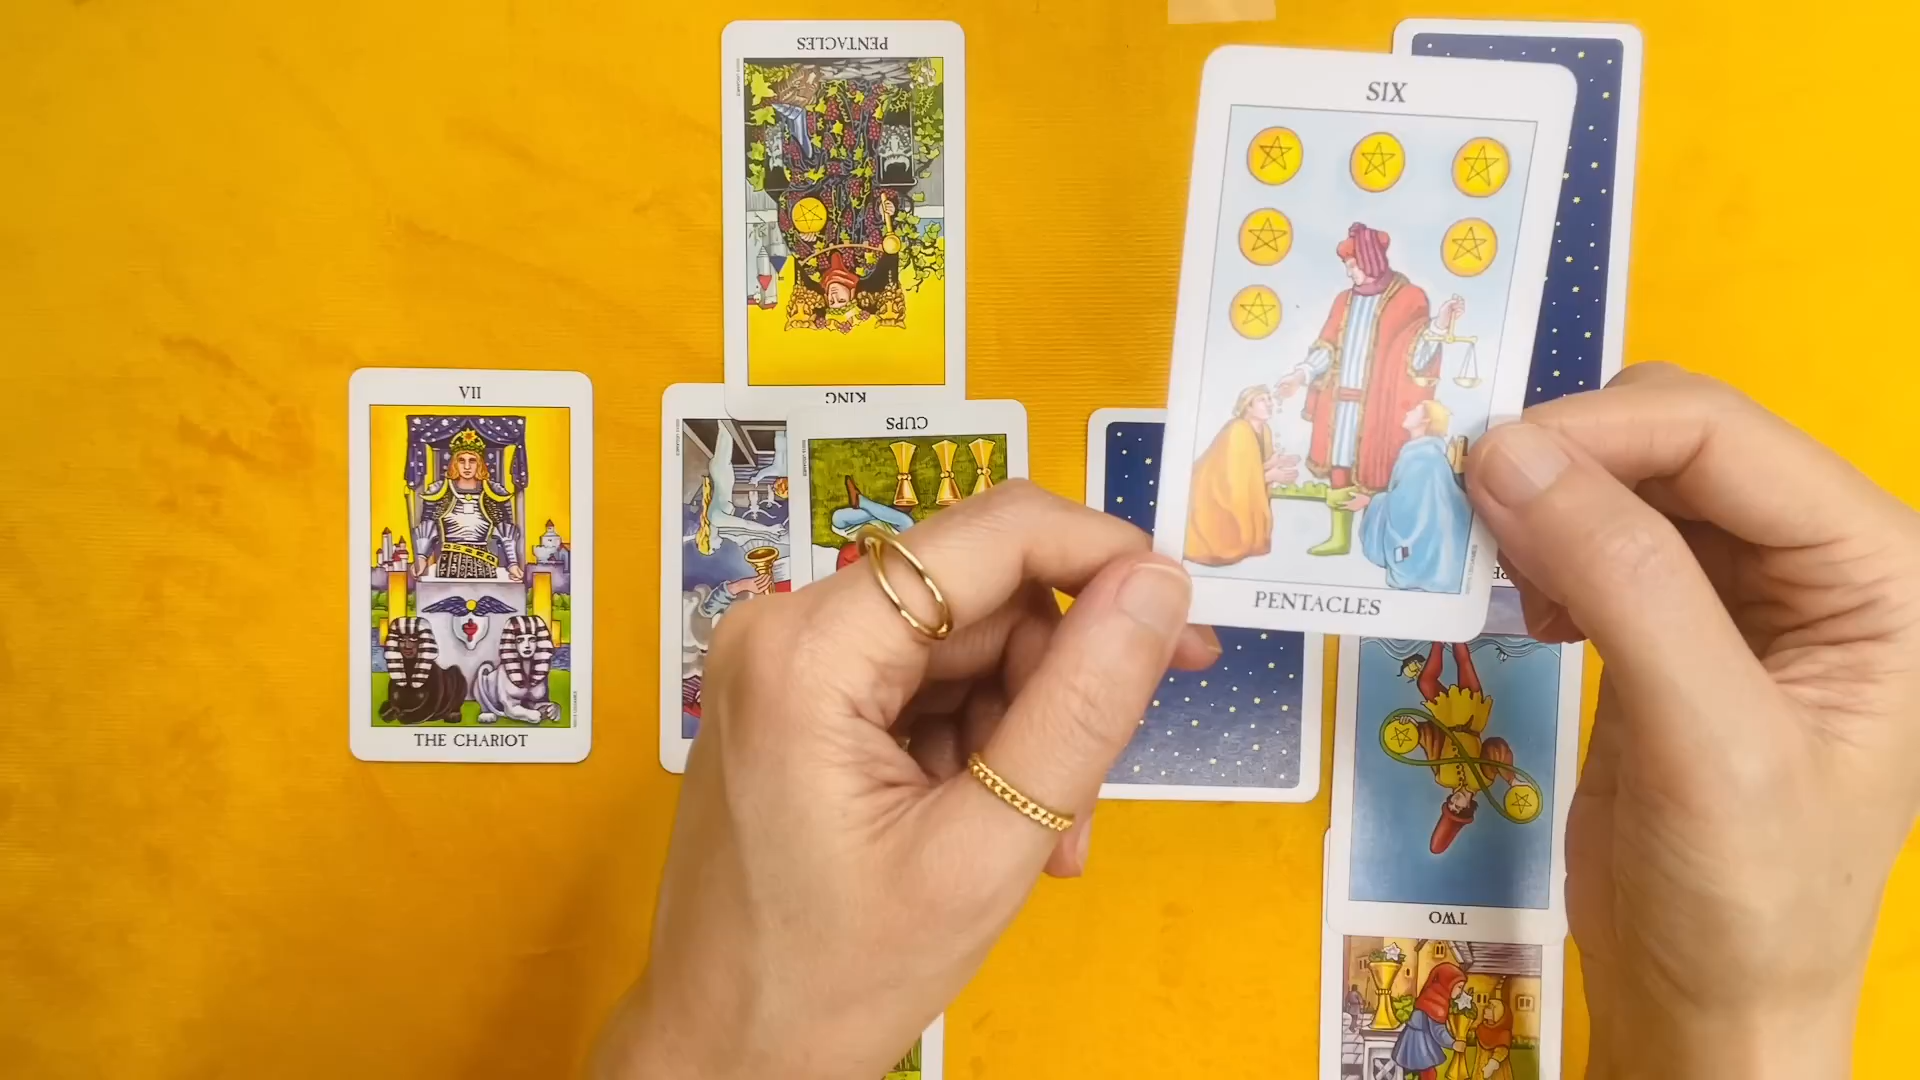 PENTACLES
KING
SIX
PENTACLES
VII
THE CHARIOT
CUPS
TWO